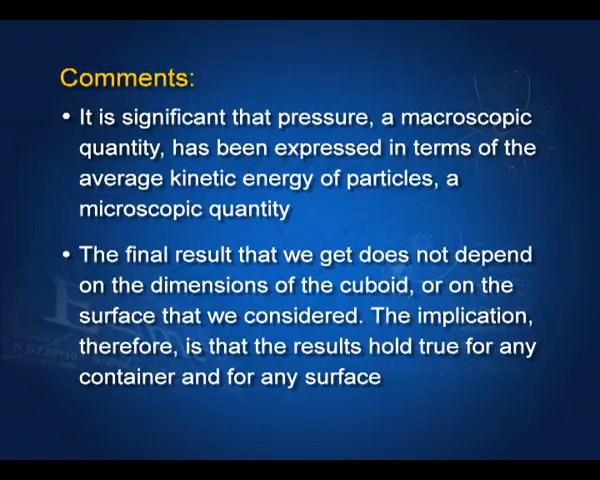 Comments:
• It is significant that pressure, a macroscopic
quantity, has been expressed in terms of the
average kinetic energy of particles, a
microscopic quantity
• The final result that we get does not depend
on the dimensions of the cuboid, or on the
surface that we considered. The implication,
therefore, is that the results hold true for any
container and for any surface